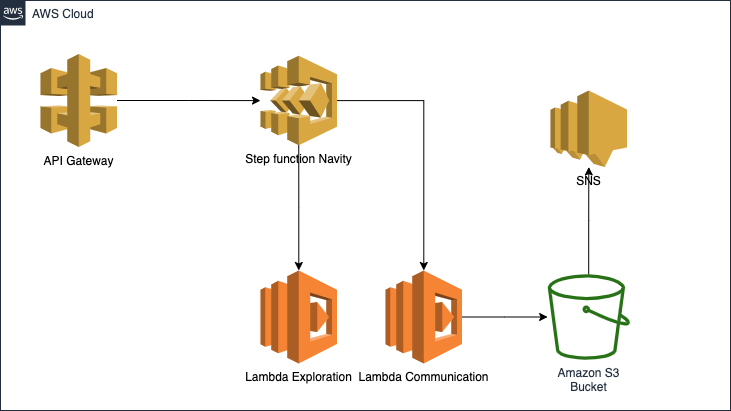 aws
AWS Cloud
API Gateway
Step function Navity
SNS
Lambda Exploration
Lambda Communication
Amazon S3
Bucket